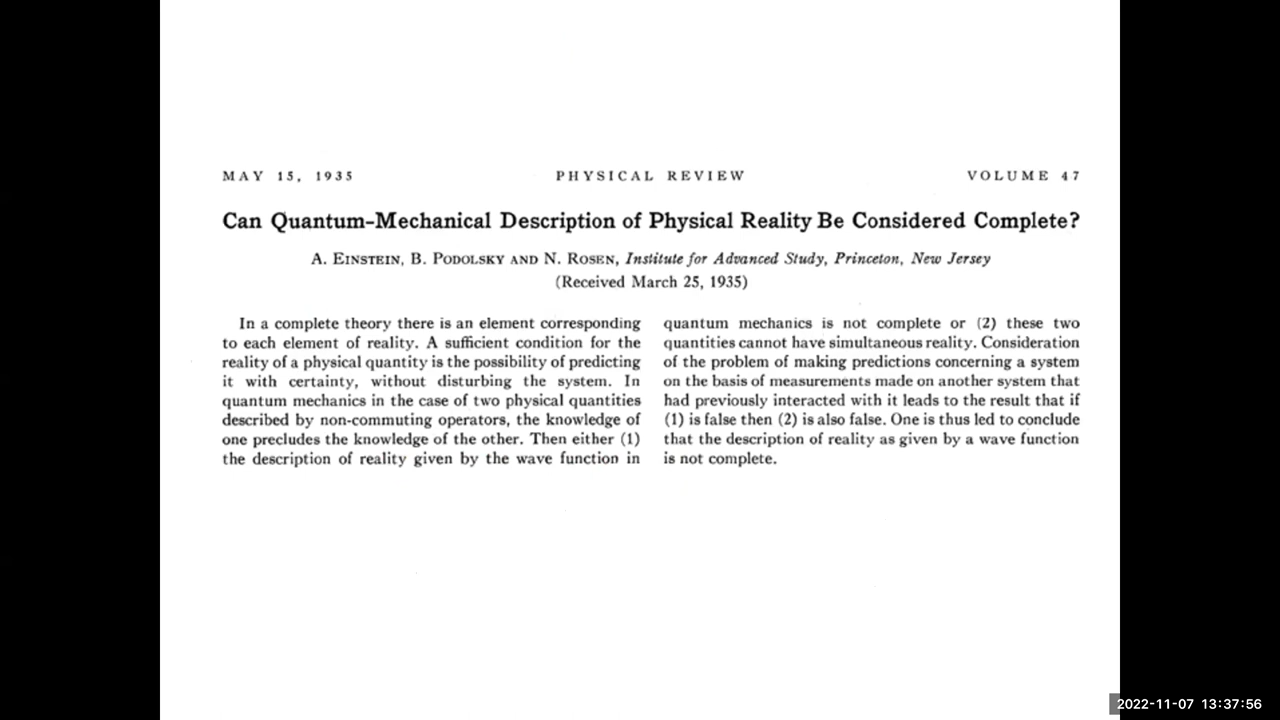 MAY 15, 1935 PHYSICAL REVIEW VOLUME 47
Can Quantum-Mechanical Description of Physical Reality Be Considered Complete?
A. EINSTEIN, B. PODOLSKY AND N. ROSEN, Institute for Advanced Study, Princeton, New Jersey
(Received March 25, 1935)
In a complete theory there is an element corresponding
to each element of reality. A sufficient condition for the
reality of a physical quantity is the possibility of predicting
it with certainty, without disturbing the system. In
quantum mechanics in the case of two physical quantities
described by non-commuting operators, the knowledge of
one precludes the knowledge of the other. Then either (1)
the description of reality given by the wave function in
quantum mechanics is not complete or (2) these two
quantities cannot have simultaneous reality. Consideration
of the problem of making predictions concerning a system
on the basis of measurements made on another system that
had previously interacted with it leads to the result that if
(1) is false then (2) is also false. One is thus led to conclude
that the description of reality as given by a wave function
is not complete.
2022-11-07 13:37:56